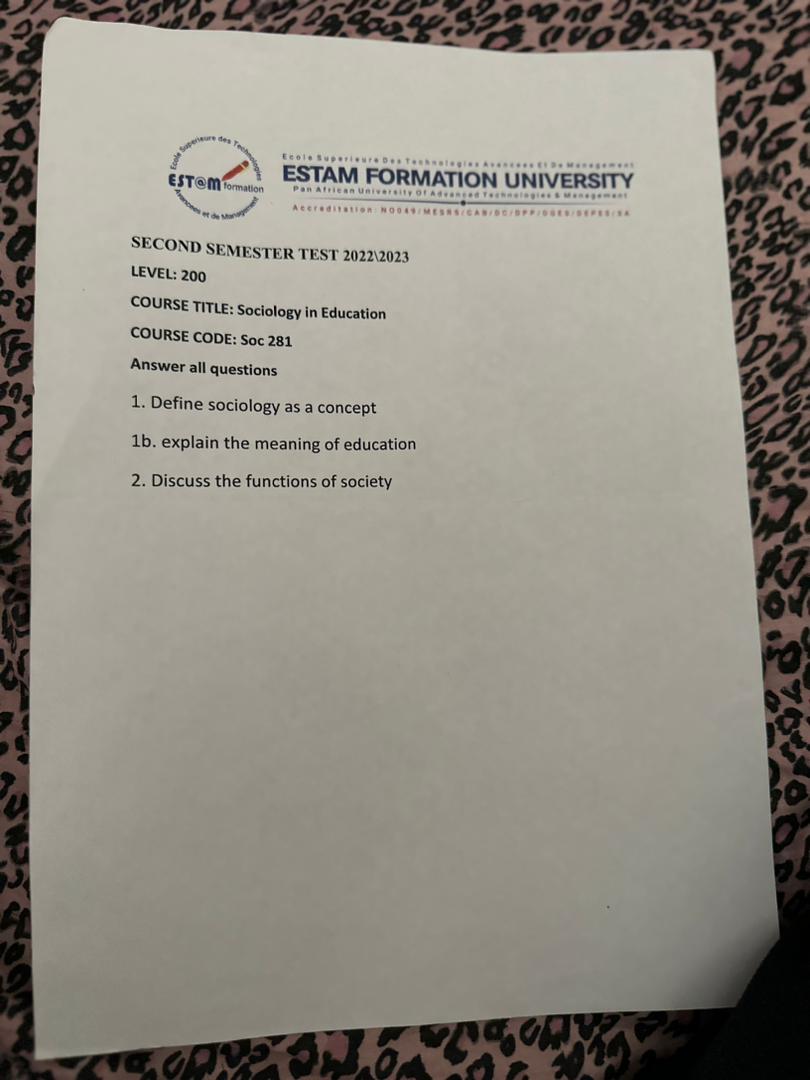 Ecole Superieure des Technologies
EST@M formation
Avancees et de Management
Ecole Superieure Des Technologies Avancees Et De Management
ESTAM FORMATION UNIVERSITY
Pan African University Of Advanced Technologies & Management
Accreditation: N0049/MESRS/CAB/DC/DPP/DGES/DEPES/SA
SECOND SEMESTER TEST 2022\2023
LEVEL: 200
COURSE TITLE: Sociology in Education
COURSE CODE: Soc 281
Answer all questions
1. Define sociology as a concept
1b. explain the meaning of education
2. Discuss the functions of society